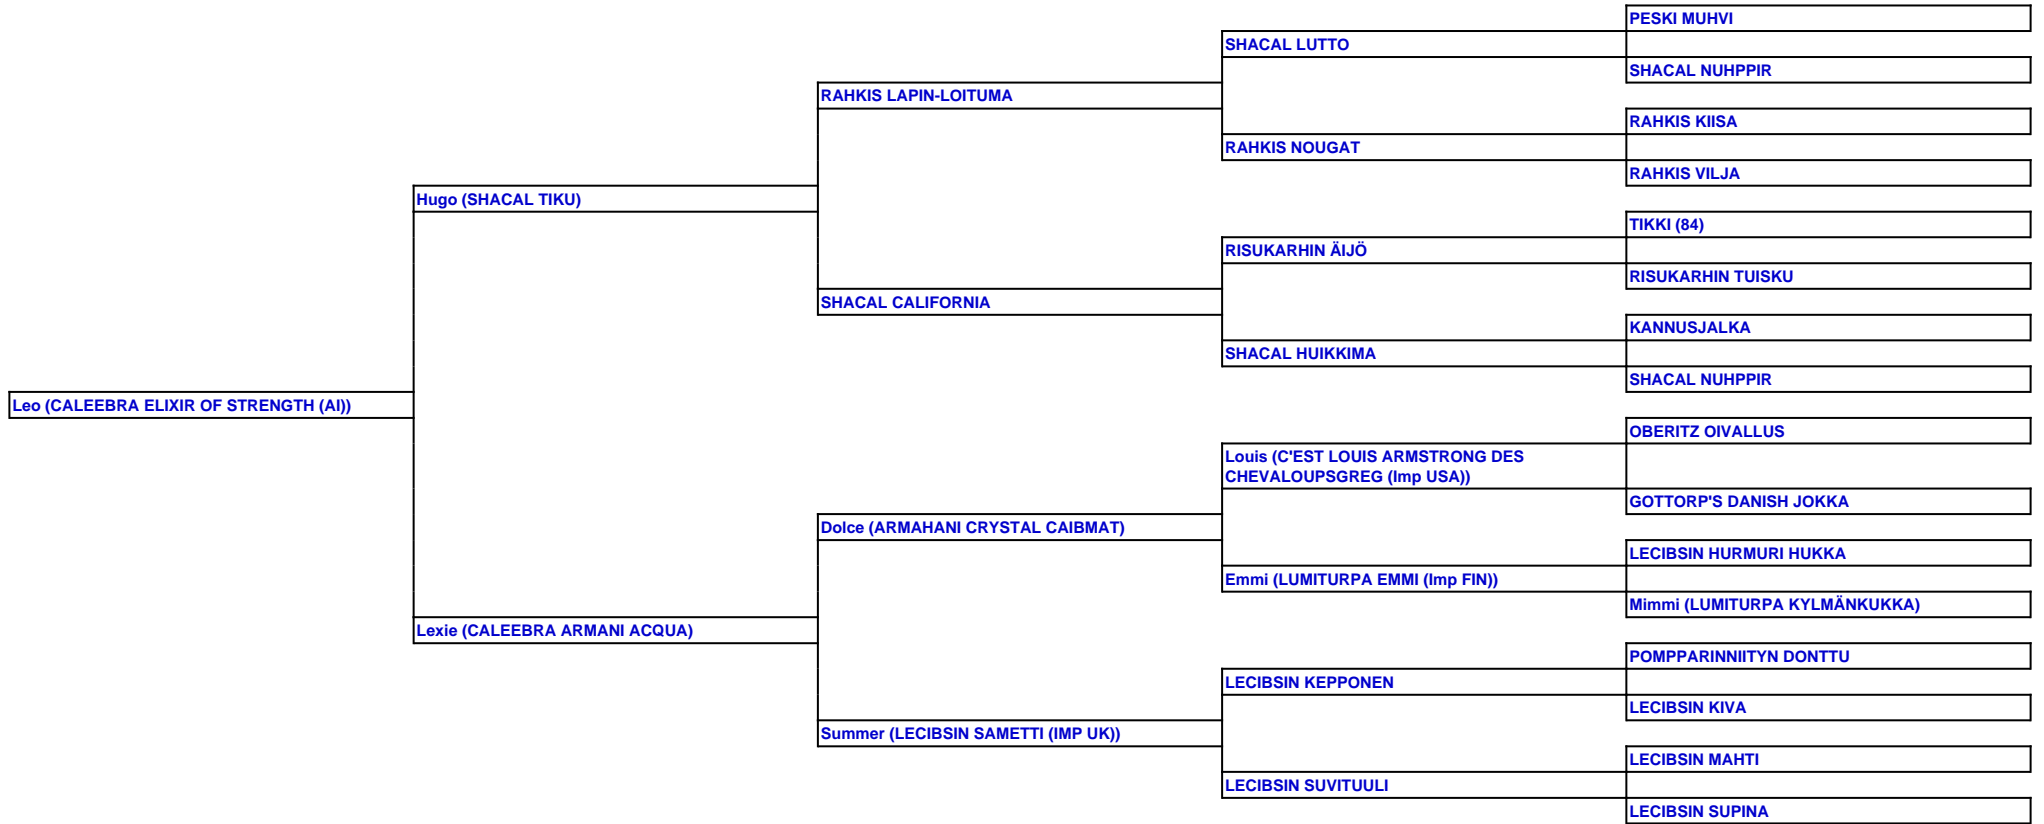 PESKI MUHVI
SHACAL LUTTO
SHACAL NUHPPIR
RAHKIS LAPIN-LOITUMA
RAHKIS KIISA
RAHKIS NOUGAT
RAHKIS VILJA
Hugo (SHACAL TIKU)
TIKKI (84)
RISUKARHIN ÄIJÖ
RISUKARHIN TUISKU
SHACAL CALIFORNIA
KANNUSJALKA
SHACAL HUIKKIMA
SHACAL NUHPPIR
Leo (CALEEBRA ELIXIR OF STRENGTH (AI))
OBERITZ OIVALLUS
Louis (C'EST LOUIS ARMSTRONG DES
CHEVALOUPSGREG (Imp USA))
GOTTORP'S DANISH JOKKA
Dolce (ARMAHANI CRYSTAL CAIBMAT)
LECIBSIN HURMURI HUKKA
Emmi (LUMITURPA EMMI (Imp FIN))
Mimmi (LUMITURPA KYLMÄNKUKKA)
Lexie (CALEEBRA ARMANI ACQUA)
POMPPARINNIITYN DONTTU
LECIBSIN KEPPONEN
LECIBSIN KIVA
Summer (LECIBSIN SAMETTI (IMP UK))
LECIBSIN MAHTI
LECIBSIN SUVITUULI
LECIBSIN SUPINA